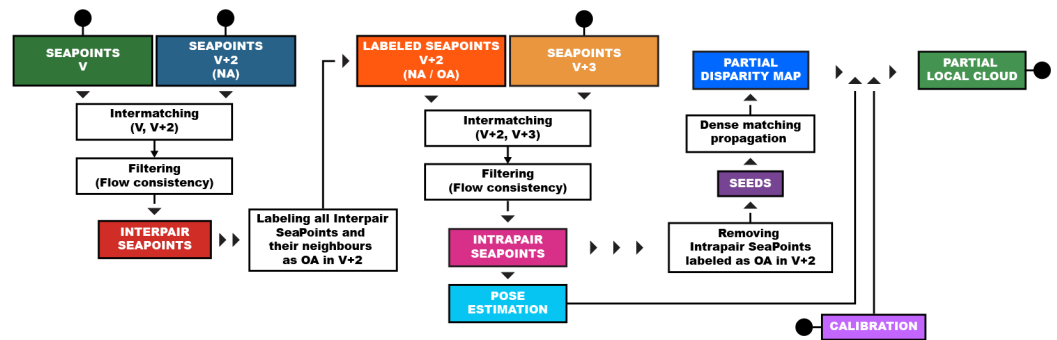 SEAPOINTS
V
SEAPOINTS
V+2
(NA)
Intermatching
(V, V+2)
Filtering
(Flow consistency)
INTERPAIR
SEAPOINTS
Labeling all Interpair
SeaPoints and
their neighbours
as OA in V+2
LABELED SEAPOINTS
V+2
(NA / OA)
SEAPOINTS
V+3
Intermatching
(V+2, V+3)
Filtering
(Flow consistency)
INTRAPAIR
SEAPOINTS
POSE
ESTIMATION
Removing
Intrapair SeaPoints
labeled as OA in V+2
SEEDS
Dense matching
propagation
PARTIAL
DISPARITY MAP
PARTIAL
LOCAL CLOUD
CALIBRATION